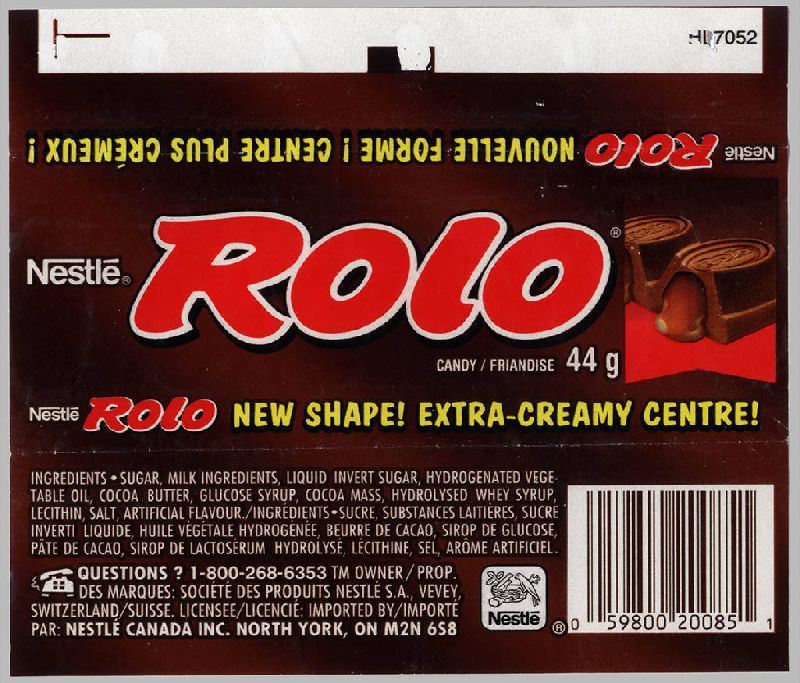 HL7052
Nestlé ROLO NOUVELLE FORME ! CENTRE PLUS CRÉMEUX !
Nestlé® ROLO®
CANDY / FRIANDISE 44 g
Nestlé ROLO NEW SHAPE! EXTRA-CREAMY CENTRE!
INGREDIENTS • SUGAR, MILK INGREDIENTS, LIQUID INVERT SUGAR, HYDROGENATED VEGE-
TABLE OIL, COCOA BUTTER, GLUCOSE SYRUP, COCOA MASS, HYDROLYSED WHEY SYRUP,
LECITHIN, SALT, ARTIFICIAL FLAVOUR./INGRÉDIENTS•SUCRE, SUBSTANCES LAITIÈRES, SUCRE
INVERTI LIQUIDE, HUILE VÉGÉTALE HYDROGÉNÉE, BEURRE DE CACAO, SIROP DE GLUCOSE,
PÂTE DE CACAO, SIROP DE LACTOSÉRUM HYDROLYSÉ, LÉCITHINE, SEL, ARÔME ARTIFICIEL.
QUESTIONS ? 1-800-268-6353 TM OWNER / PROP.
DES MARQUES: SOCIÉTÉ DES PRODUITS NESTLÉ S.A., VEVEY,
SWITZERLAND/SUISSE. LICENSEE/LICENCIÉ: IMPORTED BY/IMPORTÉ
PAR: NESTLÉ CANADA INC. NORTH YORK, ON M2N 6S8
Nestlé ®
0 59800 20085 1